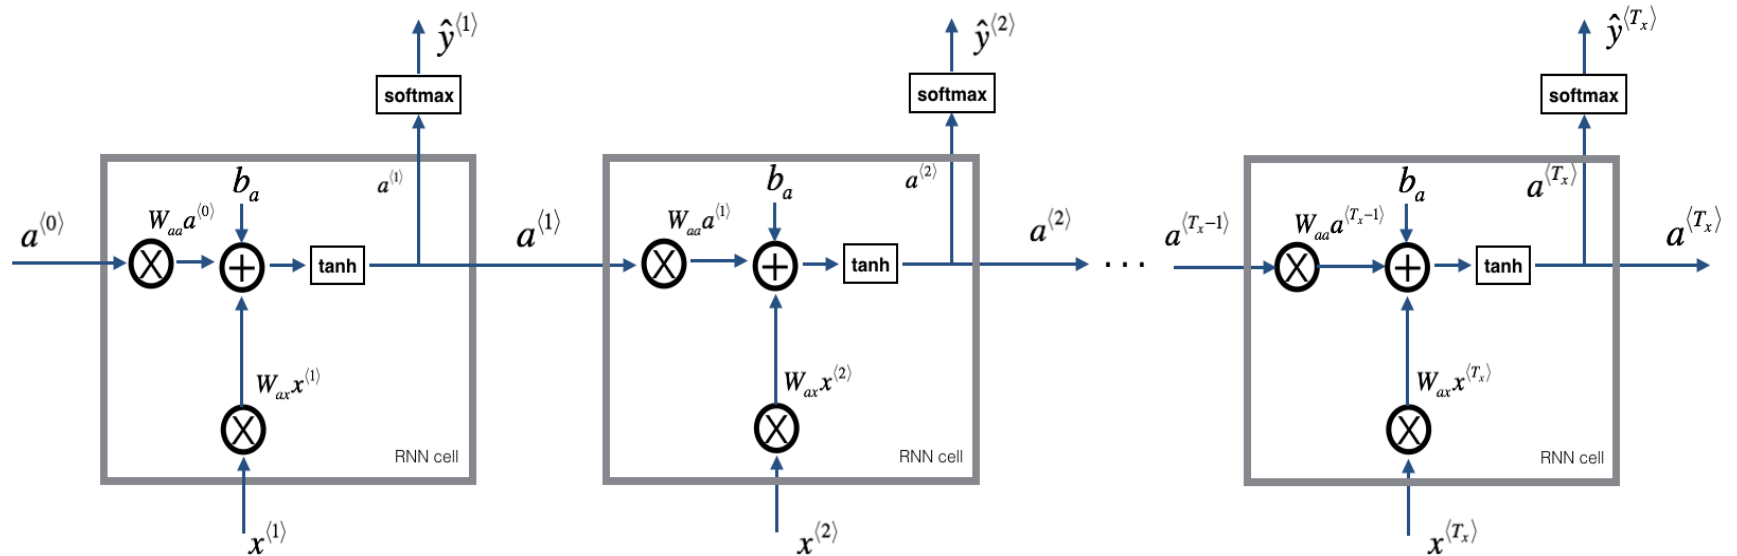 ŷ⟨1⟩ ŷ⟨2⟩ ŷ⟨Tₓ⟩
softmax softmax softmax
a⟨0⟩
W_aa a⟨0⟩
b_a
a⟨1⟩
tanh
W_ax x⟨1⟩
RNN cell
x⟨1⟩
a⟨1⟩
W_aa a⟨1⟩
b_a
a⟨2⟩
tanh
W_ax x⟨2⟩
RNN cell
x⟨2⟩
a⟨2⟩
· · ·
a⟨Tₓ−1⟩
W_aa a⟨Tₓ−1⟩
b_a
a⟨Tₓ⟩
tanh
W_ax x⟨Tₓ⟩
RNN cell
x⟨Tₓ⟩
a⟨Tₓ⟩